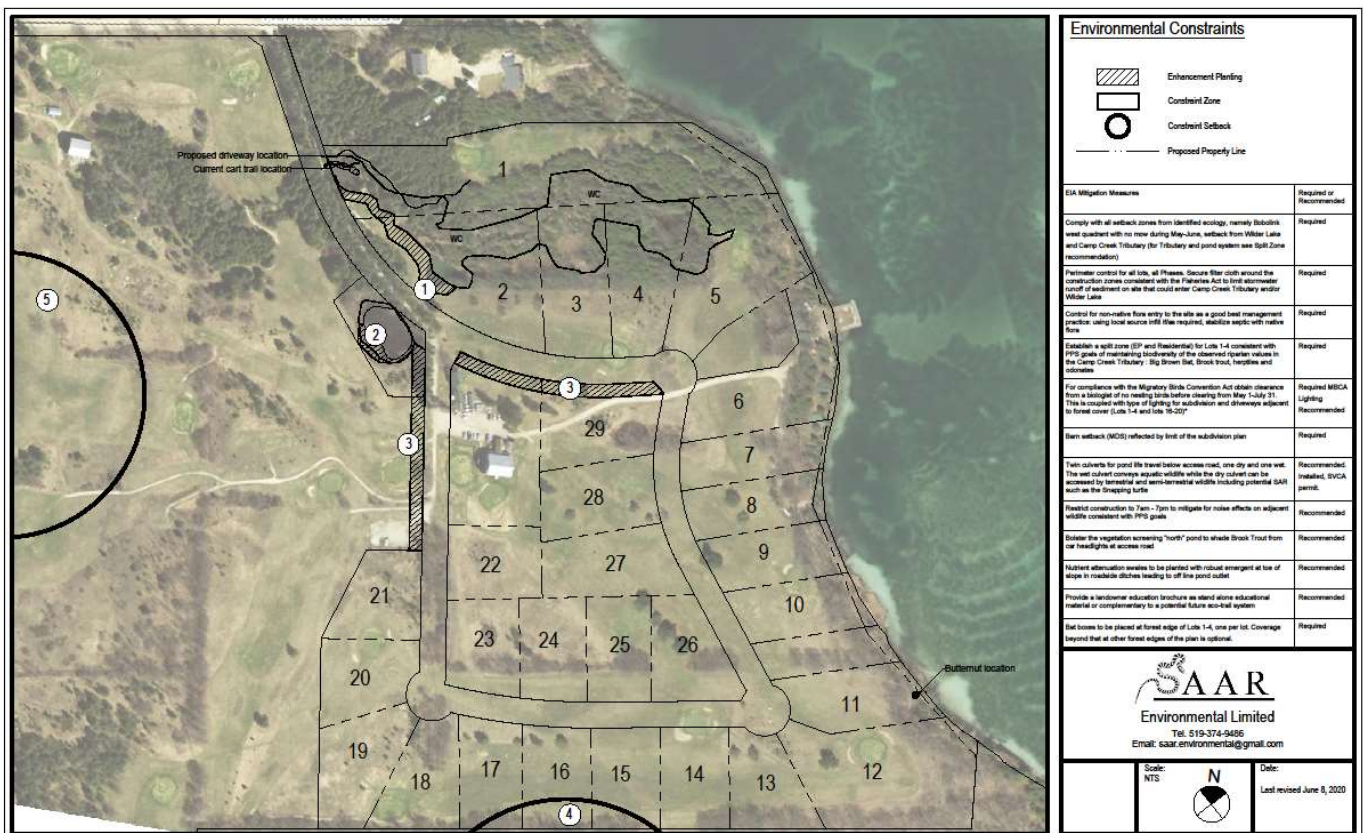 Environmental Constraints
Enhancement Planting
Constraint Zone
Constraint Setback
Proposed Property Line
EIA Mitigation Measures
Required or
Recommended
Comply with all setback zones from identified ecology, namely Bobolink
west quadrant with no mow during May-June, setback from Wilder Lake
and Camp Creek Tributary (for Tributary and pond system see Split Zone
recommendation)
Required
Perimeter control for all lots, all Phases. Secure filter cloth around the
construction zones consistent with the Fisheries Act to limit stormwater
runoff of sediment on site that could enter Camp Creek Tributary and/or
Wilder Lake
Required
Control for non-native flora entry to the site as a good best management
practice: using local source infill if/as required, stabilize septic with native
flora
Required
Establish a split zone (EP and Residential) for Lots 1-4 consistent with
PPS goals of maintaining biodiversity of the observed riparian values in
the Camp Creek Tributary : Big Brown Bat, Brook trout, herptiles and
odonates
Required
For compliance with the Migratory Birds Convention Act obtain clearance
from a biologist of no nesting birds before clearing from May 1-July 31.
This is coupled with type of lighting for subdivision and driveways adjacent
to forest cover (Lots 1-4 and lots 16-20)*
Required MBCA
Lighting
Recommended
Barn setback (MDS) reflected by limit of the subdivision plan
Required
Twin culverts for pond life travel below access road, one dry and one wet.
The wet culvert conveys aquatic wildlife while the dry culvert can be
accessed by terrestrial and semi-terrestrial wildlife including potential SAR
such as the Snapping turtle
Recommended.
Installed, SVCA
permit.
Restrict construction to 7am - 7pm to mitigate for noise effects on adjacent
wildlife consistent with PPS goals
Recommended
Bolster the vegetation screening "north" pond to shade Brook Trout from
car headlights at access road
Recommended
Nutrient attenuation swales to be planted with robust emergent at toe of
slope in roadside ditches leading to off line pond outlet
Recommended
Provide a landowner education brochure as stand alone educational
material or complementary to a potential future eco-trail system
Recommended
Bat boxes to be placed at forest edge of Lots 1-4, one per lot. Coverage
beyond that at other forest edges of the plan is optional.
Required
SAAR
Environmental Limited
Tel. 519-374-9486
Email: saar.environmental@gmail.com
Scale:
NTS
N
Date:
Last revised June 8, 2020
Proposed driveway location
Current cart trail location
1
WC
WC
5
1
2
3
4
5
2
3
6
29
3
7
28
8
9
22
27
10
21
23
24
25
26
20
Butternut location
11
19
18
17
16
15
14
13
12
4